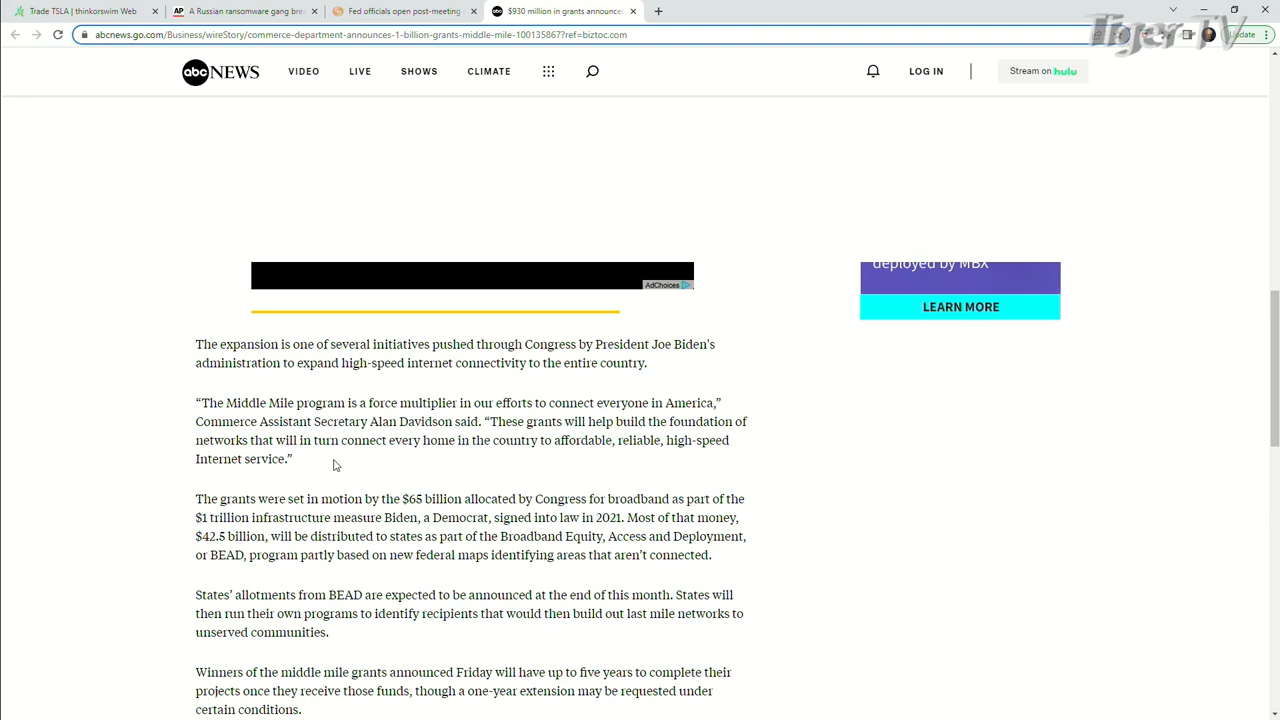 Trade TSLA | thinkorswim Web
AP A Russian ransomware gang brea
Fed officials open post-meeting
abc $930 million in grants announce
abcnews.go.com/Business/wireStory/commerce-department-announces-1-billion-grants-middle-mile-100135867?ref=biztoc.com
Update
Tiger TV
abc NEWS VIDEO LIVE SHOWS CLIMATE LOG IN Stream on hulu
deployed by MBX
AdChoices
LEARN MORE
The expansion is one of several initiatives pushed through Congress by President Joe Biden's
administration to expand high-speed internet connectivity to the entire country.
“The Middle Mile program is a force multiplier in our efforts to connect everyone in America,”
Commerce Assistant Secretary Alan Davidson said. “These grants will help build the foundation of
networks that will in turn connect every home in the country to affordable, reliable, high-speed
Internet service.”
The grants were set in motion by the $65 billion allocated by Congress for broadband as part of the
$1 trillion infrastructure measure Biden, a Democrat, signed into law in 2021. Most of that money,
$42.5 billion, will be distributed to states as part of the Broadband Equity, Access and Deployment,
or BEAD, program partly based on new federal maps identifying areas that aren’t connected.
States’ allotments from BEAD are expected to be announced at the end of this month. States will
then run their own programs to identify recipients that would then build out last mile networks to
unserved communities.
Winners of the middle mile grants announced Friday will have up to five years to complete their
projects once they receive those funds, though a one-year extension may be requested under
certain conditions.